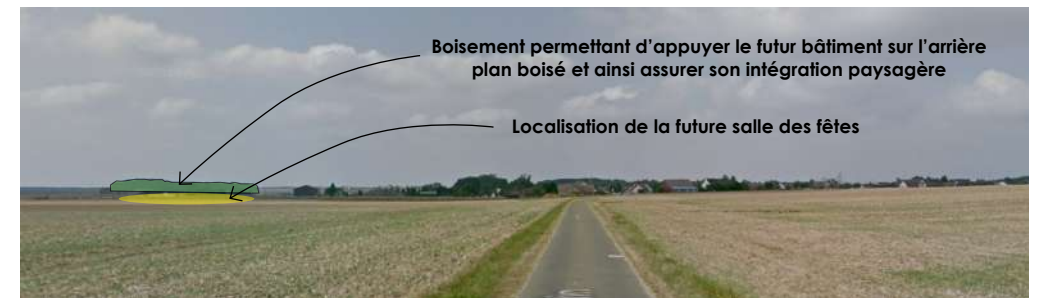 Boisement permettant d'appuyer le futur bâtiment sur l'arrière
plan boisé et ainsi assurer son intégration paysagère
Localisation de la future salle des fêtes